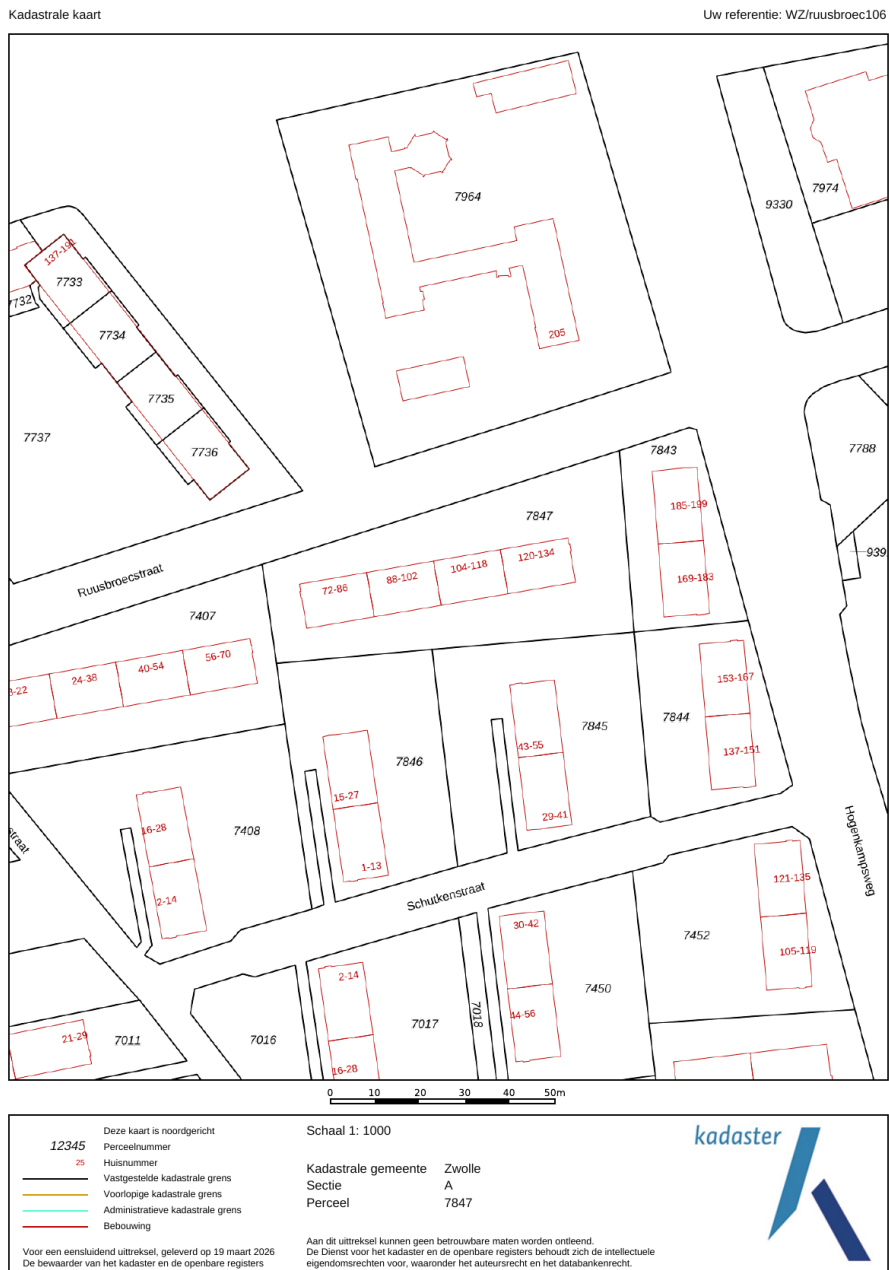 Kadastrale kaart
Uw referentie: WZ/ruusbroec106
7964
7974
9330
137-191
7733
7732
7734
205
7735
7737
7736
7843
7788
185-199
7847
120-134
939
104-118
88-102
72-86
169-183
Ruusbroecstraat
7407
56-70
40-54
24-38
8-22
153-167
7844
7845
43-55
137-151
7846
15-27
29-41
16-28
7408
straat
Hogenkampsweg
1-13
121-135
Schutkenstraat
2-14
30-42
7452
105-119
2-14
7450
7018
44-56
7017
21-29
7011
7016
16-28
0 10 20 30 40 50m
Deze kaart is noordgericht
12345 Perceelnummer
25 Huisnummer
Vastgestelde kadastrale grens
Voorlopige kadastrale grens
Administratieve kadastrale grens
Bebouwing
Voor een eensluidend uittreksel, geleverd op 19 maart 2026
De bewaarder van het kadaster en de openbare registers
Schaal 1: 1000
Kadastrale gemeente Zwolle
Sectie A
Perceel 7847
Aan dit uittreksel kunnen geen betrouwbare maten worden ontleend.
De Dienst voor het kadaster en de openbare registers behoudt zich de intellectuele
eigendomsrechten voor, waaronder het auteursrecht en het databankenrecht.
kadaster